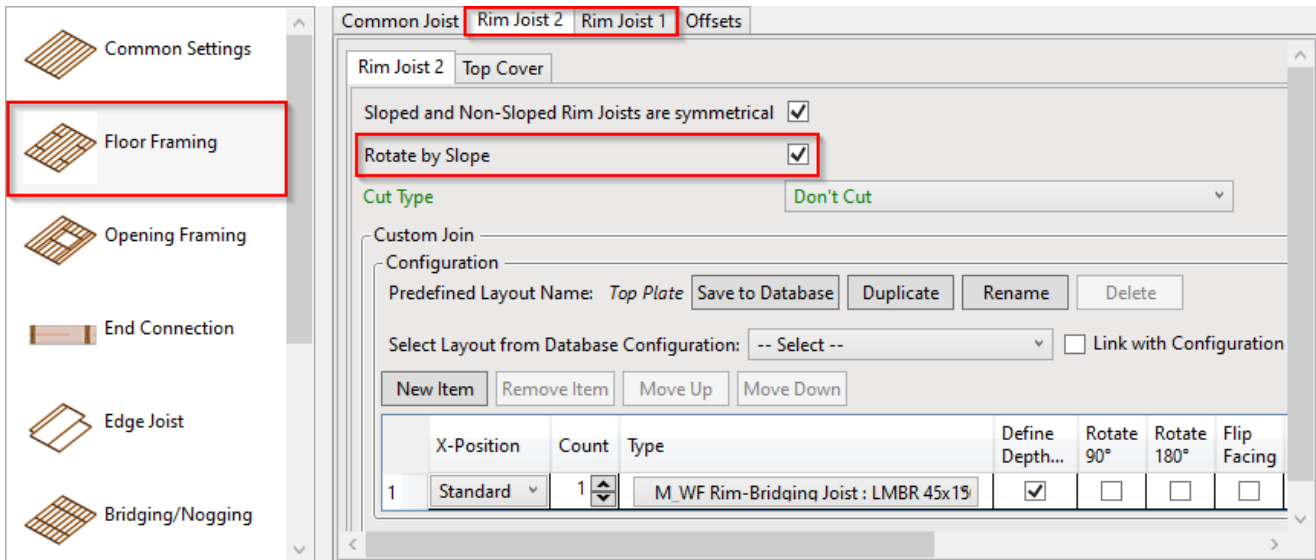 Common Settings
Floor Framing
Opening Framing
End Connection
Edge Joist
Bridging/Nogging
Common Joist Rim Joist 2 Rim Joist 1 Offsets
Rim Joist 2 Top Cover
Sloped and Non-Sloped Rim Joists are symmetrical
Rotate by Slope
Cut Type Don't Cut
Custom Join
Configuration
Predefined Layout Name: Top Plate Save to Database Duplicate Rename Delete
Select Layout from Database Configuration: -- Select -- Link with Configuration
New Item Remove Item Move Up Move Down
X-Position Count Type Define Depth... Rotate 90° Rotate 180° Flip Facing
1 Standard 1 M_WF Rim-Bridging Joist : LMBR 45x